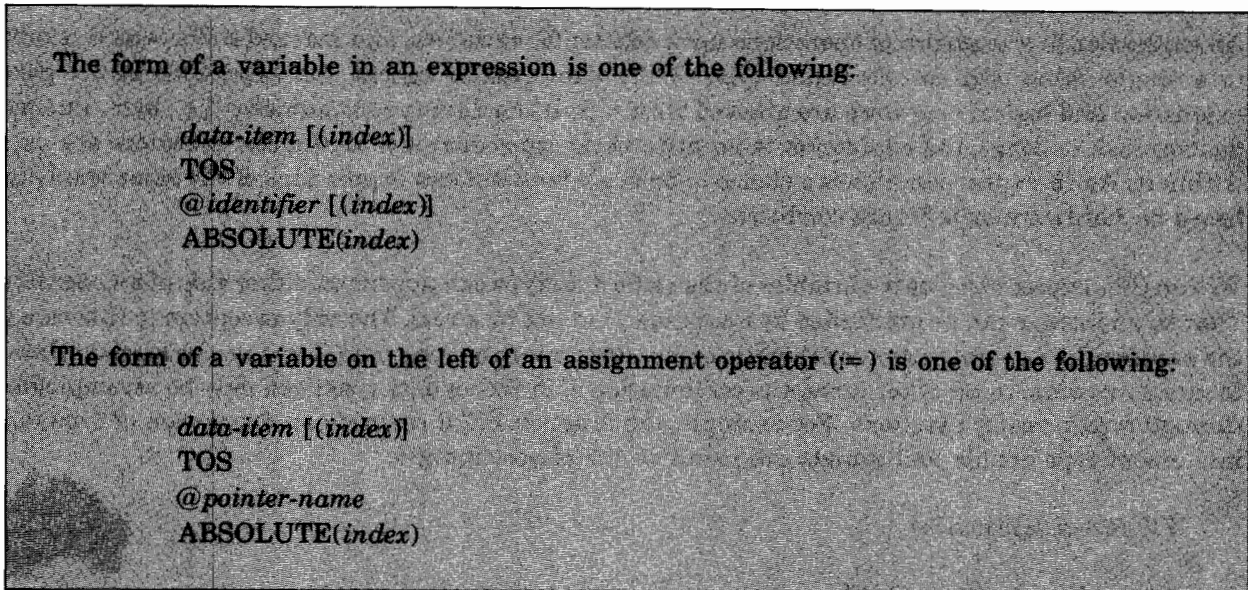 The form of a variable in an expression is one of the following:
data-item [(index)]
TOS
@identifier [(index)]
ABSOLUTE(index)
The form of a variable on the left of an assignment operator (:= ) is one of the following:
data-item [(index)]
TOS
@pointer-name
ABSOLUTE(index)